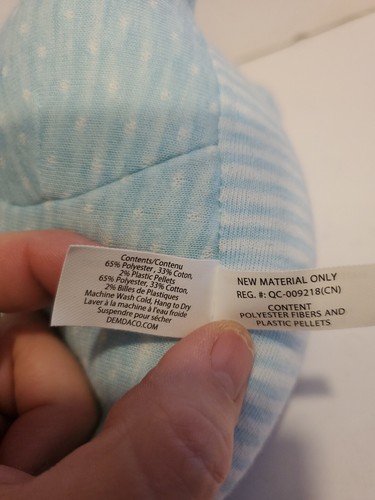 Contents/Contenu
65% Polyester, 33% Coton,
2% Plastic Pellets
65% Polyester, 33% Cotton,
2% Billes de Plastiques
Machine Wash Cold, Hang to Dry
Laver à la machine à l'eau froide
Suspendre pour sécher
DEMDACO.COM
NEW MATERIAL ONLY
REG. #: QC-009218(CN)
CONTENT
POLYESTER FIBERS AND
PLASTIC PELLETS